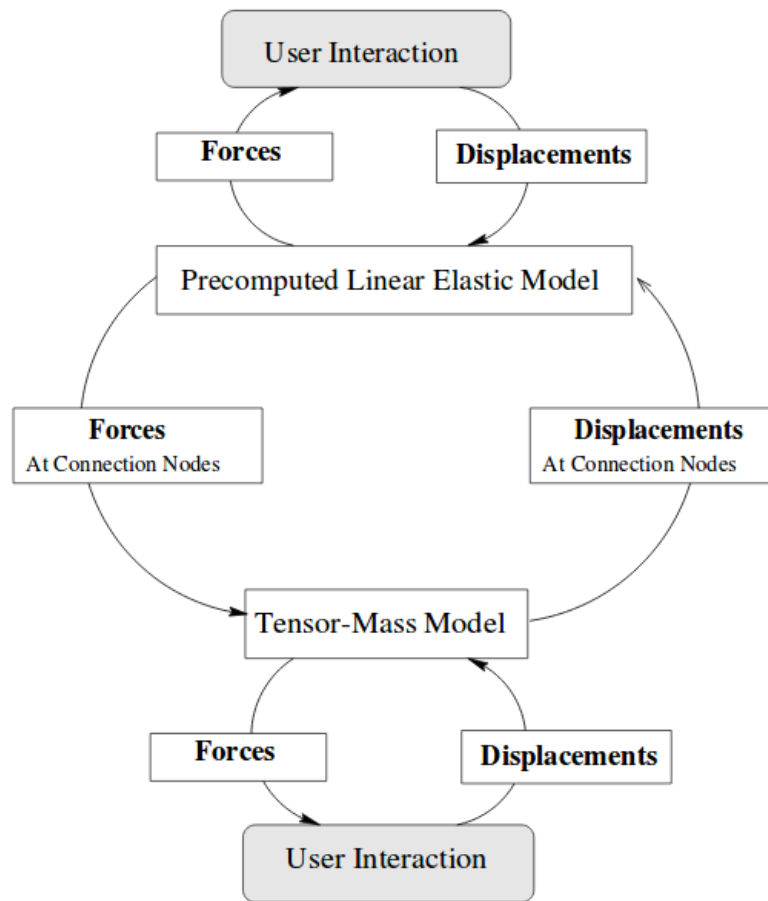 User Interaction
Forces
Displacements
Precomputed Linear Elastic Model
Forces
At Connection Nodes
Displacements
At Connection Nodes
Tensor-Mass Model
Forces
Displacements
User Interaction